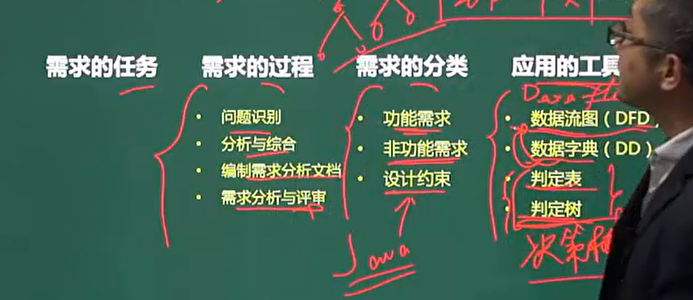 需求的任务
需求的过程
问题识别
分析与综合
编制需求分析文档
需求分析与评审
需求的分类
功能需求
非功能需求
设计约束
Java
应用的工
Data
数据流图(DFD
数据字典(DD)
判定表
判定树
决策